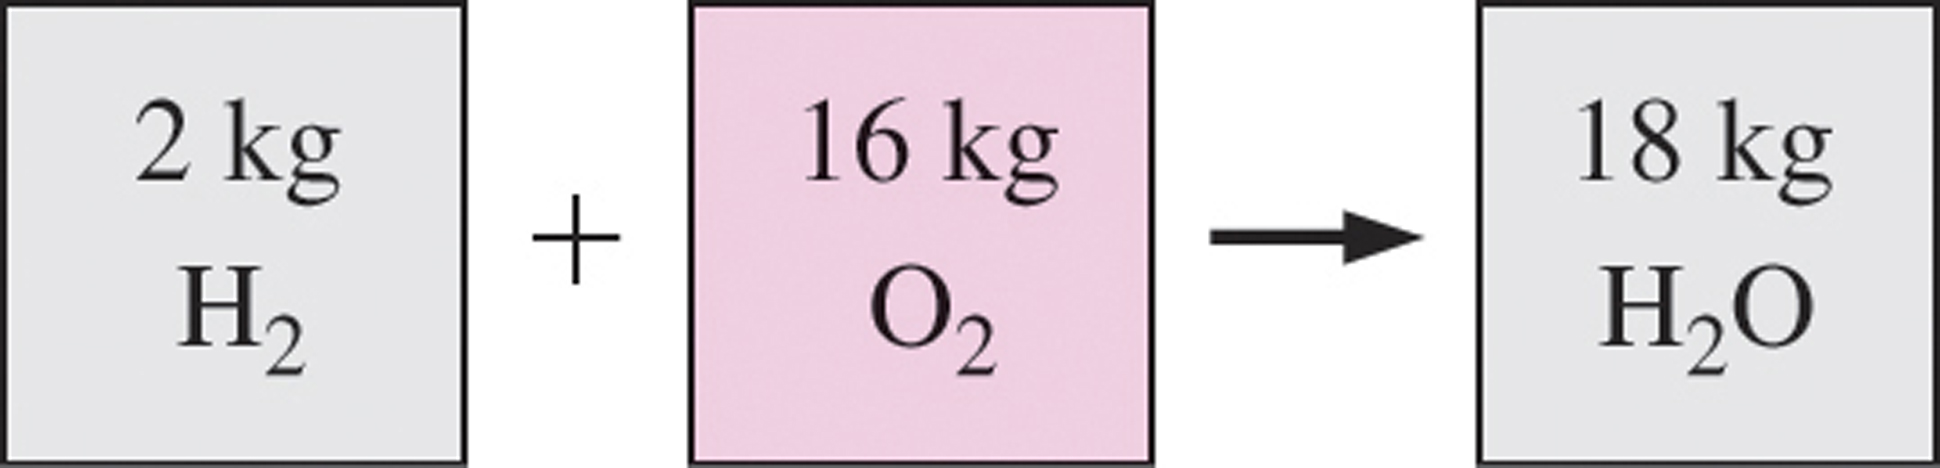 2 kg
H₂
+
16 kg
O₂
→
18 kg
H₂O